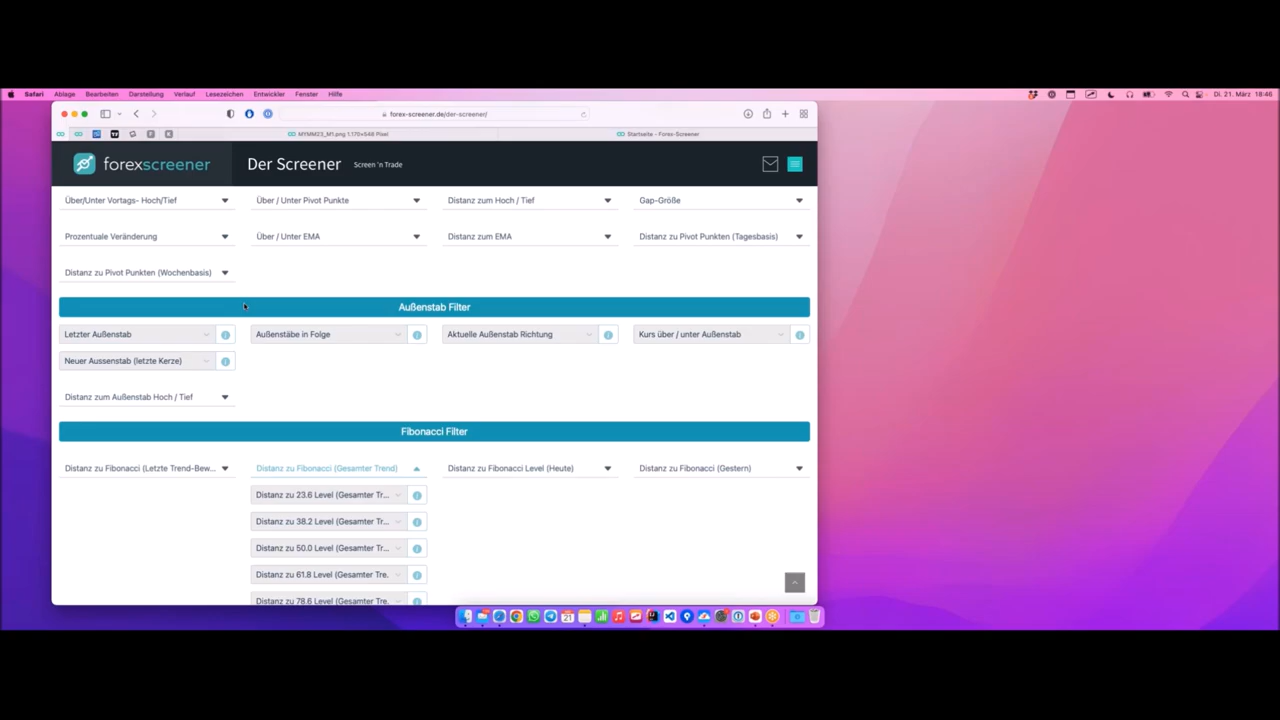 Safari Ablage Bearbeiten Darstellung Verlauf Lesezeichen Entwickler Fenster Hilfe Di. 21. März 18:46
forex-screener.de/der-screener/
MYMM23_M1.png 1.170×548 Pixel Startseite - Forex-Screener
forexscreener Der Screener Screen 'n Trade
Über/Unter Vortags- Hoch/Tief Über / Unter Pivot Punkte Distanz zum Hoch / Tief Gap-Größe
Prozentuale Veränderung Über / Unter EMA Distanz zum EMA Distanz zu Pivot Punkten (Tagesbasis)
Distanz zu Pivot Punkten (Wochenbasis)
Außenstab Filter
Letzter Außenstab Außenstäbe in Folge Aktuelle Außenstab Richtung Kurs über / unter Außenstab
Neuer Aussenstab (letzte Kerze)
Distanz zum Außenstab Hoch / Tief
Fibonacci Filter
Distanz zu Fibonacci (Letzte Trend-Bew... Distanz zu Fibonacci (Gesamter Trend) Distanz zu Fibonacci Level (Heute) Distanz zu Fibonacci (Gestern)
Distanz zu 23.6 Level (Gesamter Tr...
Distanz zu 38.2 Level (Gesamter Tr...
Distanz zu 50.0 Level (Gesamter Tr...
Distanz zu 61.8 Level (Gesamter Tre.
Distanz zu 78.6 Level (Gesamter Tre.
21